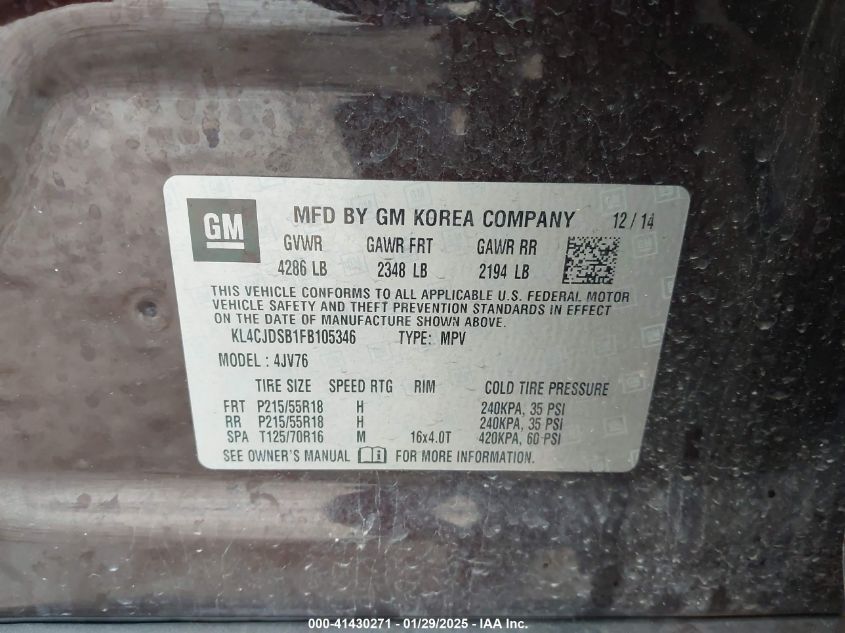 GM MFD BY GM KOREA COMPANY 12 / 14
GVWR GAWR FRT GAWR RR
4286 LB 2348 LB 2194 LB
THIS VEHICLE CONFORMS TO ALL APPLICABLE U.S. FEDERAL MOTOR
VEHICLE SAFETY AND THEFT PREVENTION STANDARDS IN EFFECT
ON THE DATE OF MANUFACTURE SHOWN ABOVE.
KL4CJDSB1FB105346 TYPE: MPV
MODEL : 4JV76
TIRE SIZE SPEED RTG RIM COLD TIRE PRESSURE
FRT P215/55R18 H 240KPA, 35 PSI
RR P215/55R18 H 240KPA, 35 PSI
SPA T125/70R16 M 16x4.0T 420KPA, 60 PSI
SEE OWNER'S MANUAL FOR MORE INFORMATION.
000-41430271 - 01/29/2025 - IAA Inc.